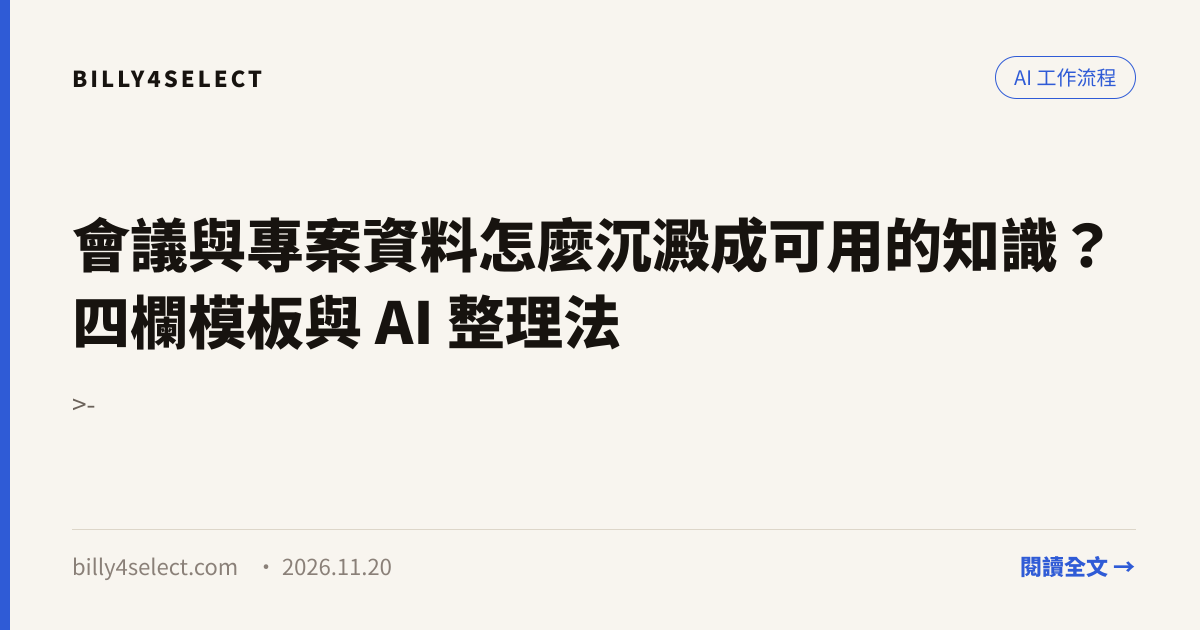 BILLY4SELECT
AI 工作流程
會議與專案資料怎麼沉澱成可用的知識？
四欄模板與 AI 整理法
>-
billy4select.com ・ 2026.11.20
閱讀全文 →